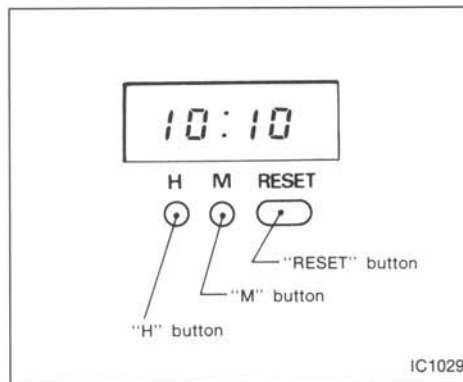 10:10
H M RESET
"RESET" button
"M" button
"H" button
IC1029